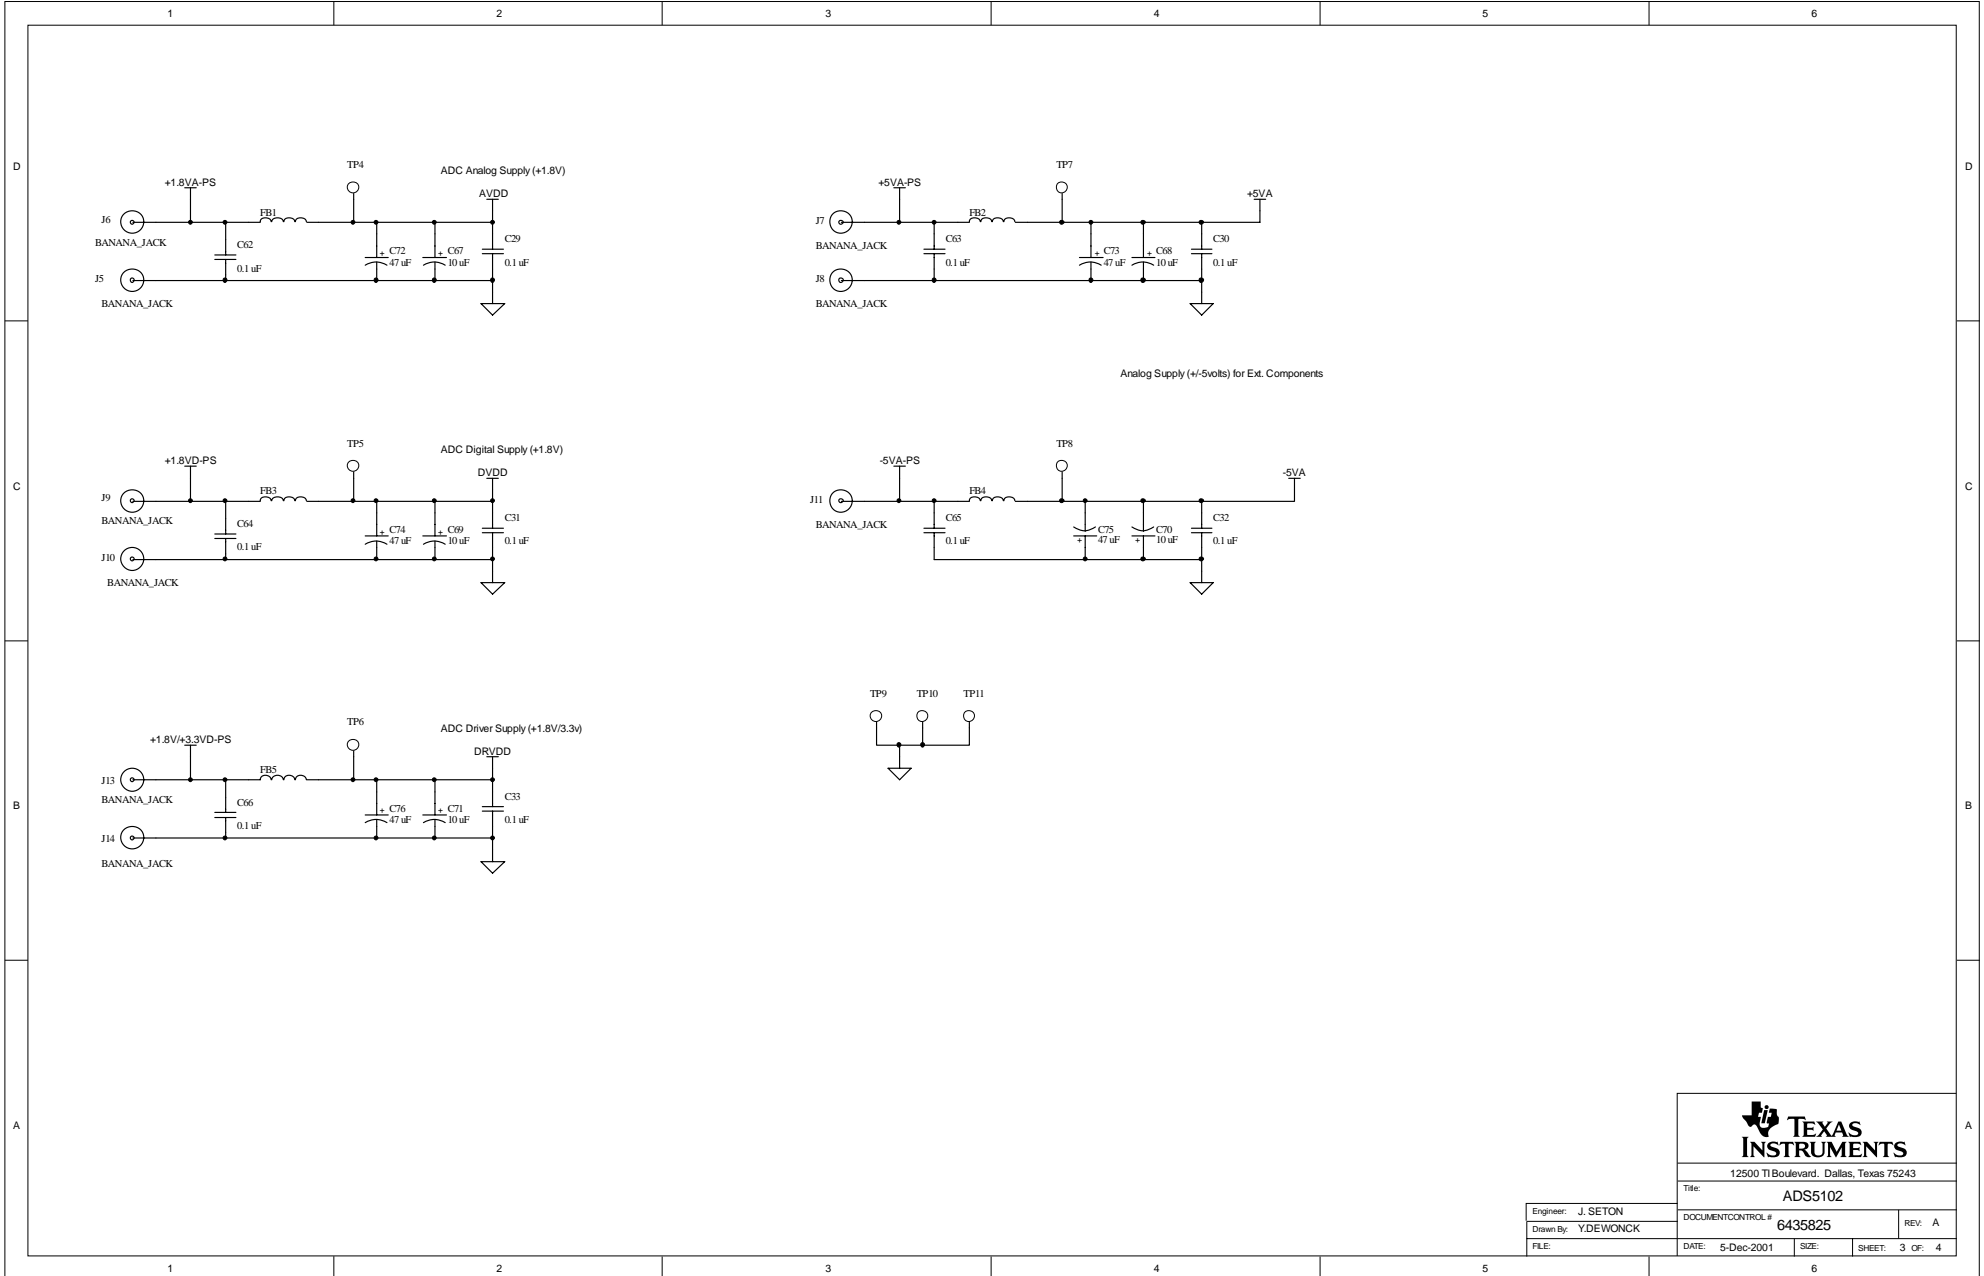 1 2 3 4 5 6
D D
TP4
ADC Analog Supply (+1.8V)
+1.8VA-PS
AVDD
J6
FB1
BANANA_JACK
C62
0.1 uF
+ C72
47 uF
+ C67
10 uF
C29
0.1 uF
J5
BANANA_JACK
TP7
+5VA-PS
+5VA
J7
FB2
BANANA_JACK
C63
0.1 uF
+ C73
47 uF
+ C68
10 uF
C30
0.1 uF
J8
BANANA_JACK
Analog Supply (+/-5volts) for Ext. Components
C C
TP5
ADC Digital Supply (+1.8V)
+1.8VD-PS
DVDD
J9
FB3
BANANA_JACK
C64
0.1 uF
+ C74
47 uF
+ C69
10 uF
C31
0.1 uF
J10
BANANA_JACK
TP8
-5VA-PS
-5VA
J11
FB4
BANANA_JACK
C65
0.1 uF
C75
+ 47 uF
C70
+ 10 uF
C32
0.1 uF
B B
TP6
ADC Driver Supply (+1.8V/3.3v)
+1.8V/+3.3VD-PS
DRVDD
J13
FB5
BANANA_JACK
C66
0.1 uF
+ C76
47 uF
+ C71
10 uF
C33
0.1 uF
J14
BANANA_JACK
TP9 TP10 TP11
A A
ti
TEXAS
INSTRUMENTS
12500 TI Boulevard. Dallas, Texas 75243
Title:
ADS5102
Engineer: J. SETON
Drawn By: Y.DEWONCK
FILE:
DOCUMENTCONTROL # 6435825
REV: A
DATE: 5-Dec-2001
SIZE:
SHEET: 3 OF: 4
1 2 3 4 5 6